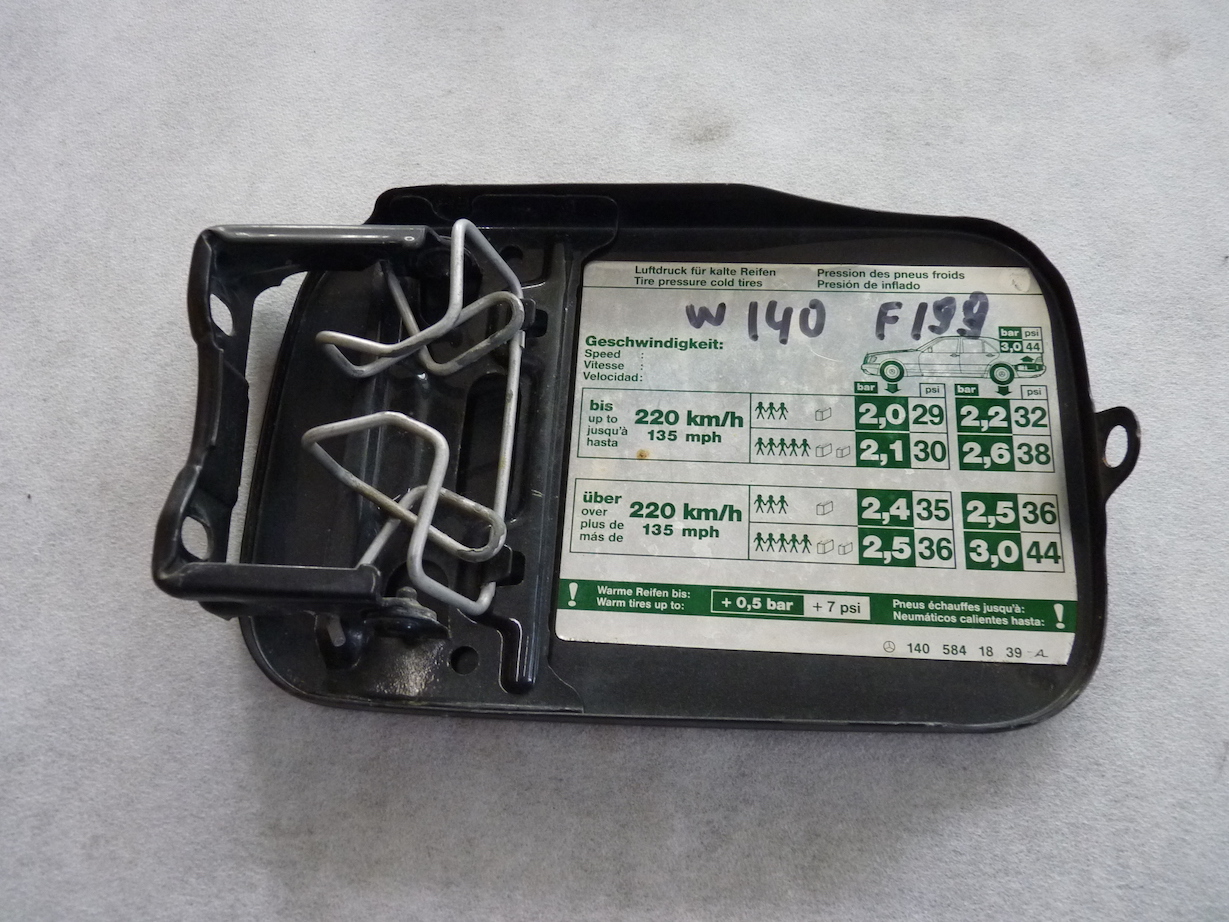 Luftdruck für kalte Reifen Pression des pneus froids
Tire pressure cold tires Presión de inflado
W 140 F199
bar psi
3,0 44
Geschwindigkeit:
Speed :
Vitesse :
Velocidad:
bar psi bar psi
bis
up to
jusqu'à
hasta
220 km/h
135 mph
2,0 29 2,2 32
2,1 30 2,6 38
über
over
plus de
más de
220 km/h
135 mph
2,4 35 2,5 36
2,5 36 3,0 44
! Warme Reifen bis: + 0,5 bar + 7 psi Pneus échauffes jusqu'à: !
Warm tires up to: Neumáticos calientes hasta:
140 584 18 39 -A